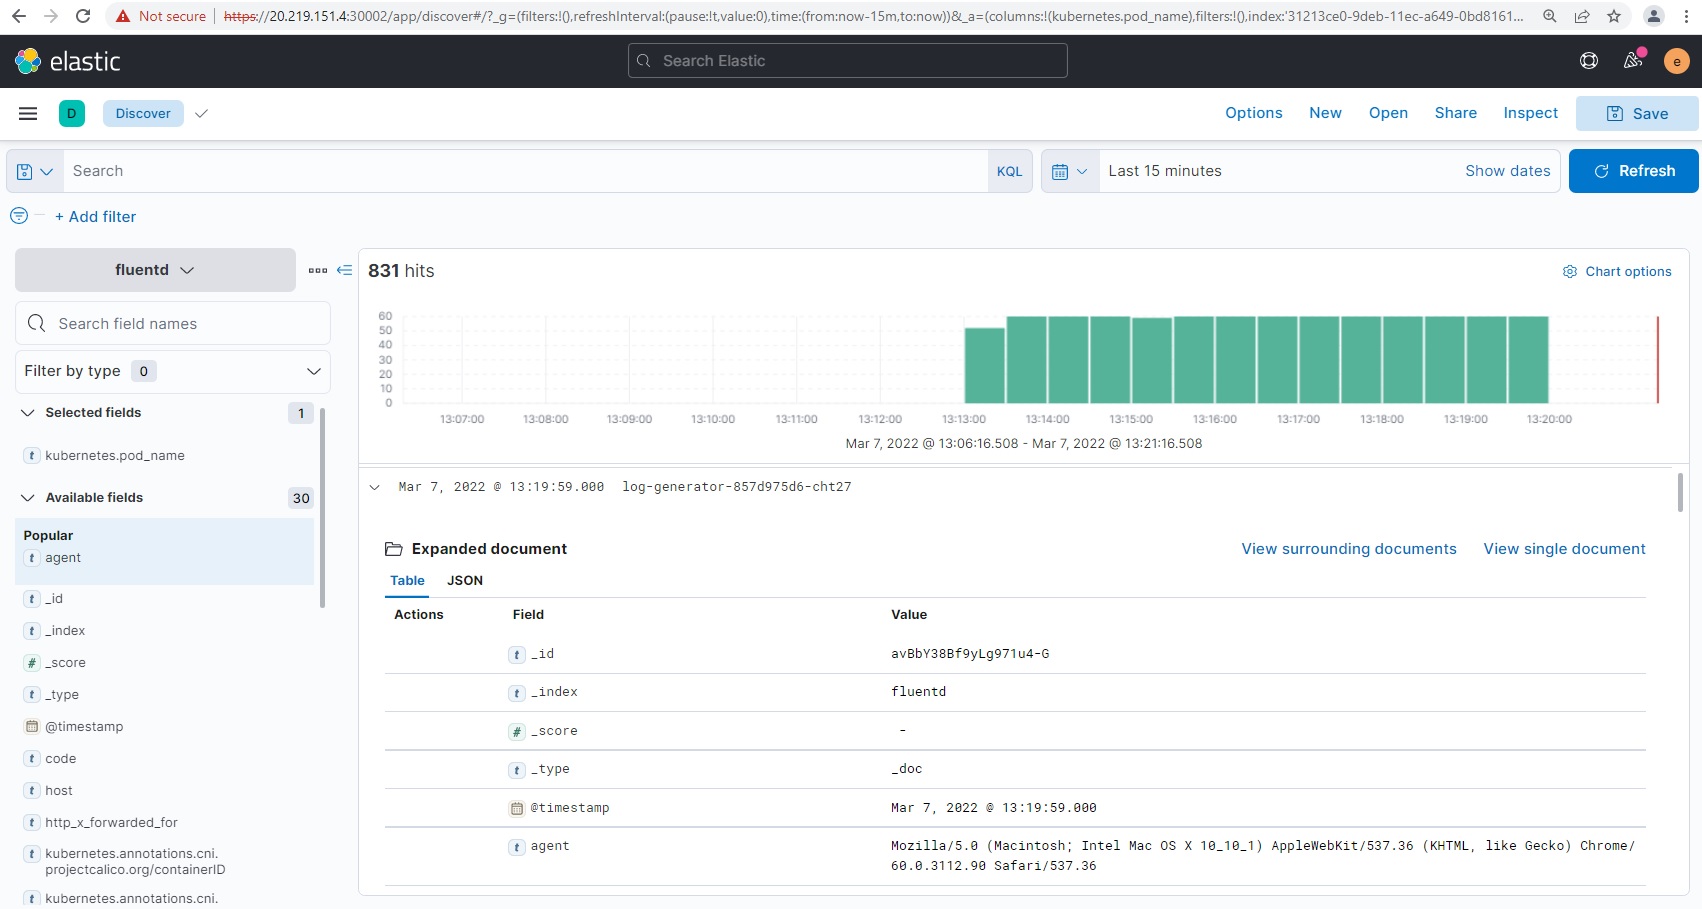 Not secure | https://20.219.151.4:30002/app/discover#/?_g=(filters:!(),refreshInterval:(pause:!t,value:0),time:(from:now-15m,to:now))&_a=(columns:!(kubernetes.pod_name),filters:!(),index:'31213ce0-9deb-11ec-a649-0bd8161...
elastic
Search Elastic
e
D
Discover
Options
New
Open
Share
Inspect
Save
Search
KQL
Last 15 minutes
Show dates
Refresh
+ Add filter
fluentd
831 hits
Chart options
Search field names
Filter by type 0
60
50
40
30
20
10
0
13:07:00 13:08:00 13:09:00 13:10:00 13:11:00 13:12:00 13:13:00 13:14:00 13:15:00 13:16:00 13:17:00 13:18:00 13:19:00 13:20:00
Mar 7, 2022 @ 13:06:16.508 - Mar 7, 2022 @ 13:21:16.508
Selected fields 1
t kubernetes.pod_name
Available fields 30
Popular
t agent
t _id
t _index
# _score
t _type
@timestamp
t code
t host
t http_x_forwarded_for
t kubernetes.annotations.cni.
projectcalico.org/containerID
t kubernetes.annotations.cni.
Mar 7, 2022 @ 13:19:59.000 log-generator-857d975d6-cht27
Expanded document
View surrounding documents
View single document
Table JSON
Actions Field Value
t _id avBbY38Bf9yLg971u4-G
t _index fluentd
# _score -
t _type _doc
@timestamp Mar 7, 2022 @ 13:19:59.000
t agent Mozilla/5.0 (Macintosh; Intel Mac OS X 10_10_1) AppleWebKit/537.36 (KHTML, like Gecko) Chrome/
60.0.3112.90 Safari/537.36